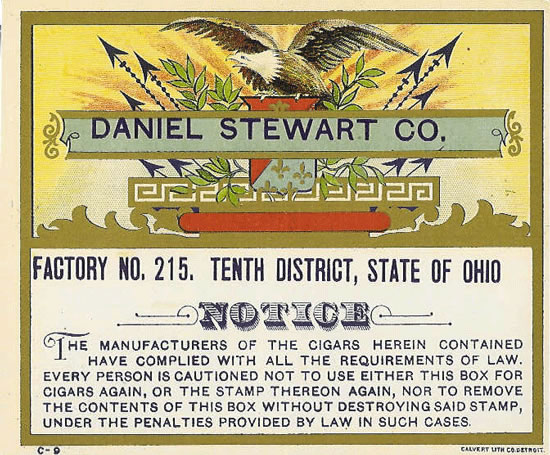 DANIEL STEWART CO.
FACTORY NO. 215. TENTH DISTRICT, STATE OF OHIO
NOTICE
THE MANUFACTURERS OF THE CIGARS HEREIN CONTAINED
HAVE COMPLIED WITH ALL THE REQUIREMENTS OF LAW.
EVERY PERSON IS CAUTIONED NOT TO USE EITHER THIS BOX FOR
CIGARS AGAIN, OR THE STAMP THEREON AGAIN, NOR TO REMOVE
THE CONTENTS OF THIS BOX WITHOUT DESTROYING SAID STAMP,
UNDER THE PENALTIES PROVIDED BY LAW IN SUCH CASES.
C-9
CALVERT LITH CO. DETROIT.